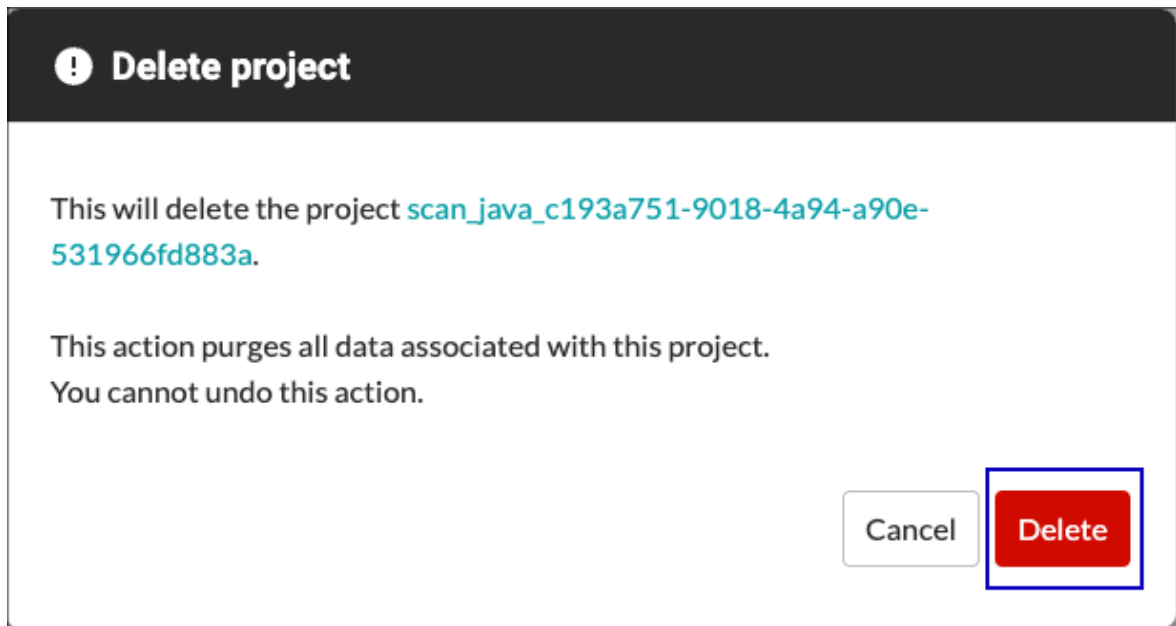 Delete project
This will delete the project scan_java_c193a751-9018-4a94-a90e-
531966fd883a.
This action purges all data associated with this project.
You cannot undo this action.
Cancel Delete